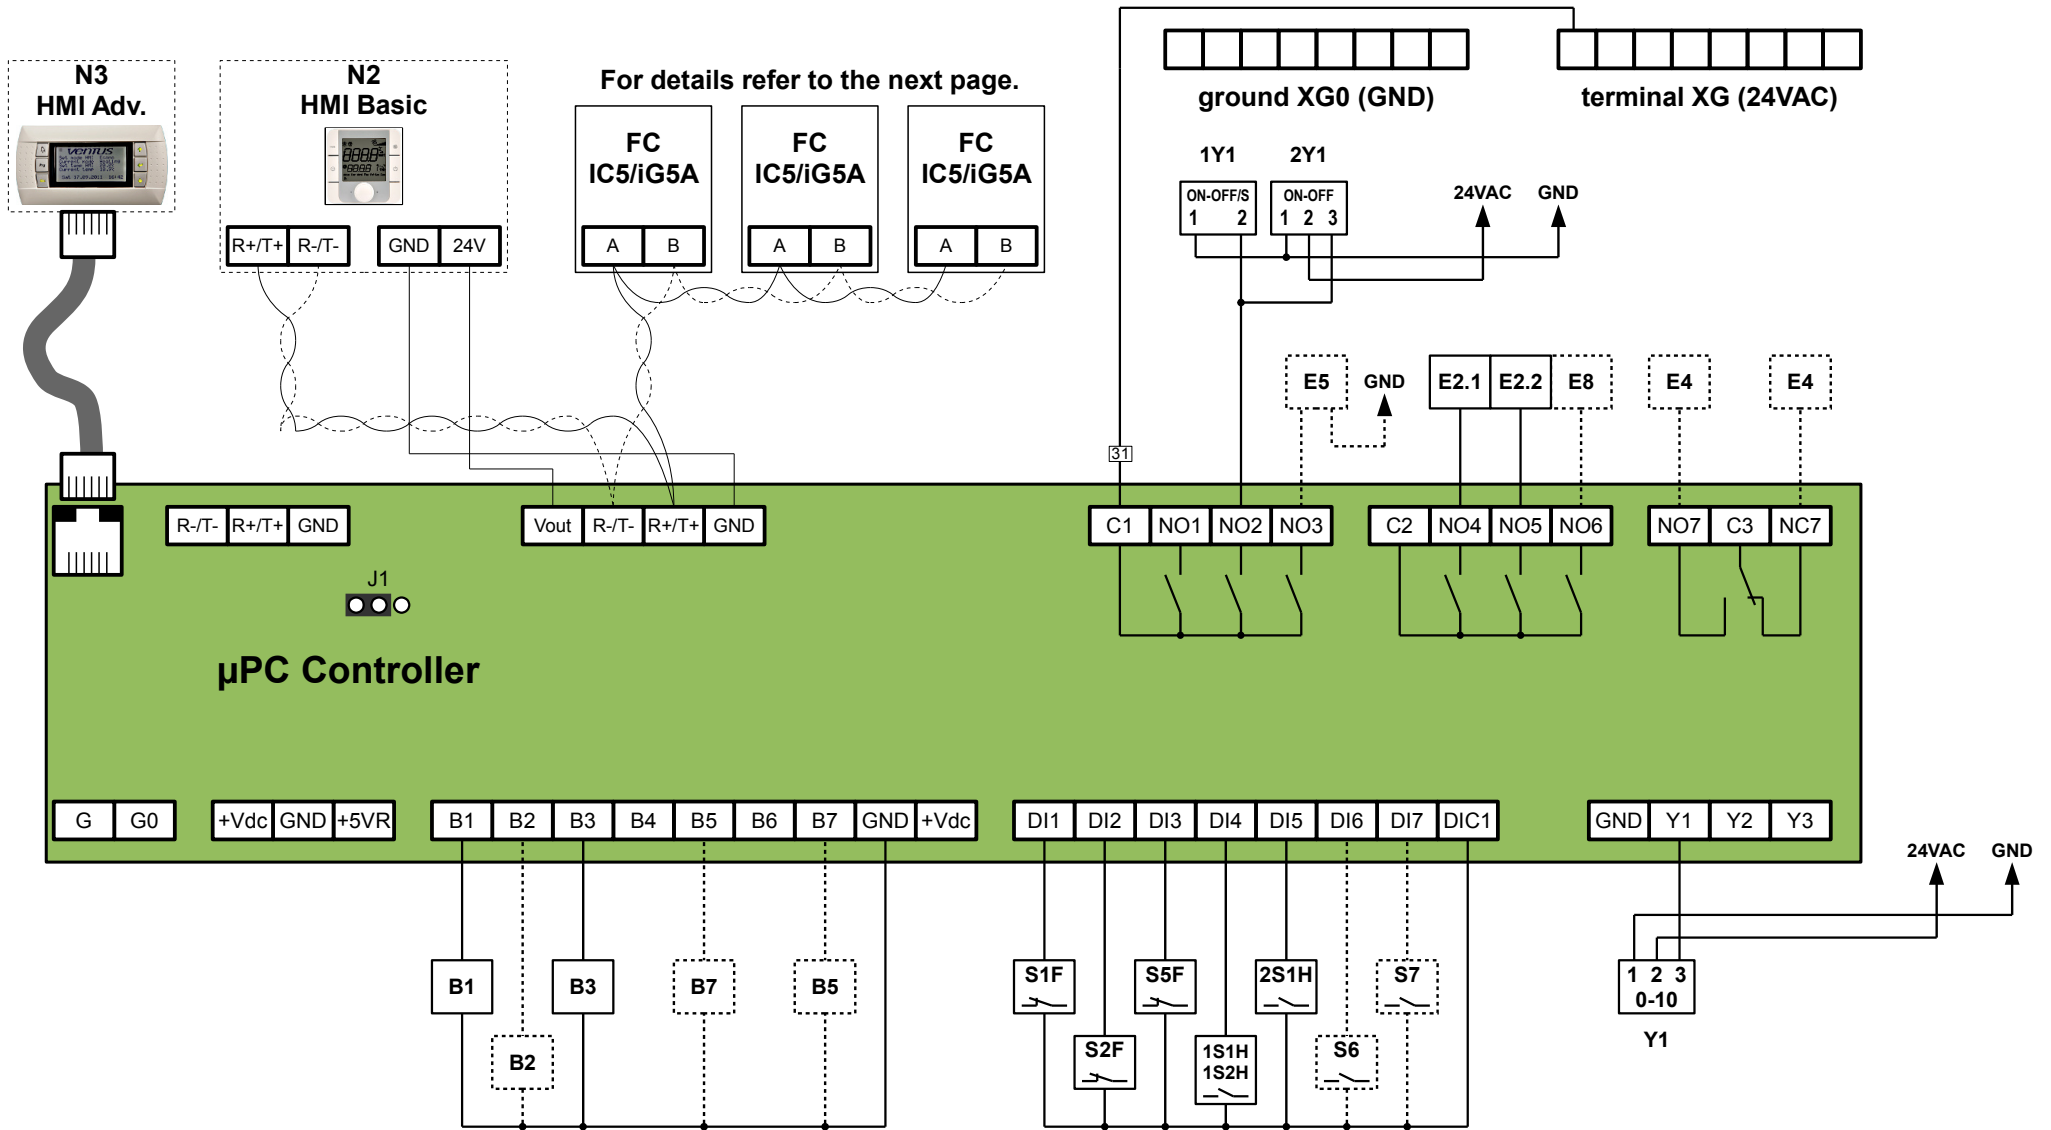 N3
HMI Adv.
VENTUS
N2
HMI Basic
R+/T+ R-/T- GND 24V
For details refer to the next page.
FC
IC5/iG5A
A B
FC
IC5/iG5A
A B
FC
IC5/iG5A
A B
ground XG0 (GND)
terminal XG (24VAC)
1Y1 2Y1
ON-OFF/S
1 2
ON-OFF
1 2 3
24VAC GND
E5 GND E2.1 E2.2 E8 E4 E4
31
R-/T- R+/T+ GND
Vout R-/T- R+/T+ GND
C1 NO1 NO2 NO3
C2 NO4 NO5 NO6
NO7 C3 NC7
J1
µPC Controller
G G0
+Vdc GND +5VR
B1 B2 B3 B4 B5 B6 B7 GND +Vdc
DI1 DI2 DI3 DI4 DI5 DI6 DI7 DIC1
GND Y1 Y2 Y3
24VAC GND
B1 B3 B7 B5
B2
S1F S5F 2S1H S7
S2F
1S1H
1S2H
S6
1 2 3
0-10
Y1